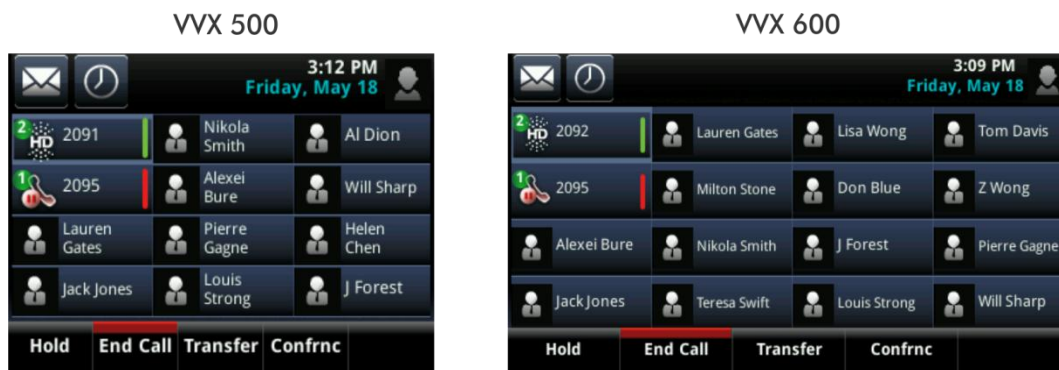 VVX 500
3:12 PM
Friday, May 18
2
HD
2091
Nikola
Smith
Al Dion
1
2095
Alexei
Bure
Will Sharp
Lauren
Gates
Pierre
Gagne
Helen
Chen
Jack Jones
Louis
Strong
J Forest
Hold End Call Transfer Confrnc
VVX 600
3:09 PM
Friday, May 18
2
HD
2092
Lauren Gates
Lisa Wong
Tom Davis
1
2095
Milton Stone
Don Blue
Z Wong
Alexei Bure
Nikola Smith
J Forest
Pierre Gagne
Jack Jones
Teresa Swift
Louis Strong
Will Sharp
Hold End Call Transfer Confrnc